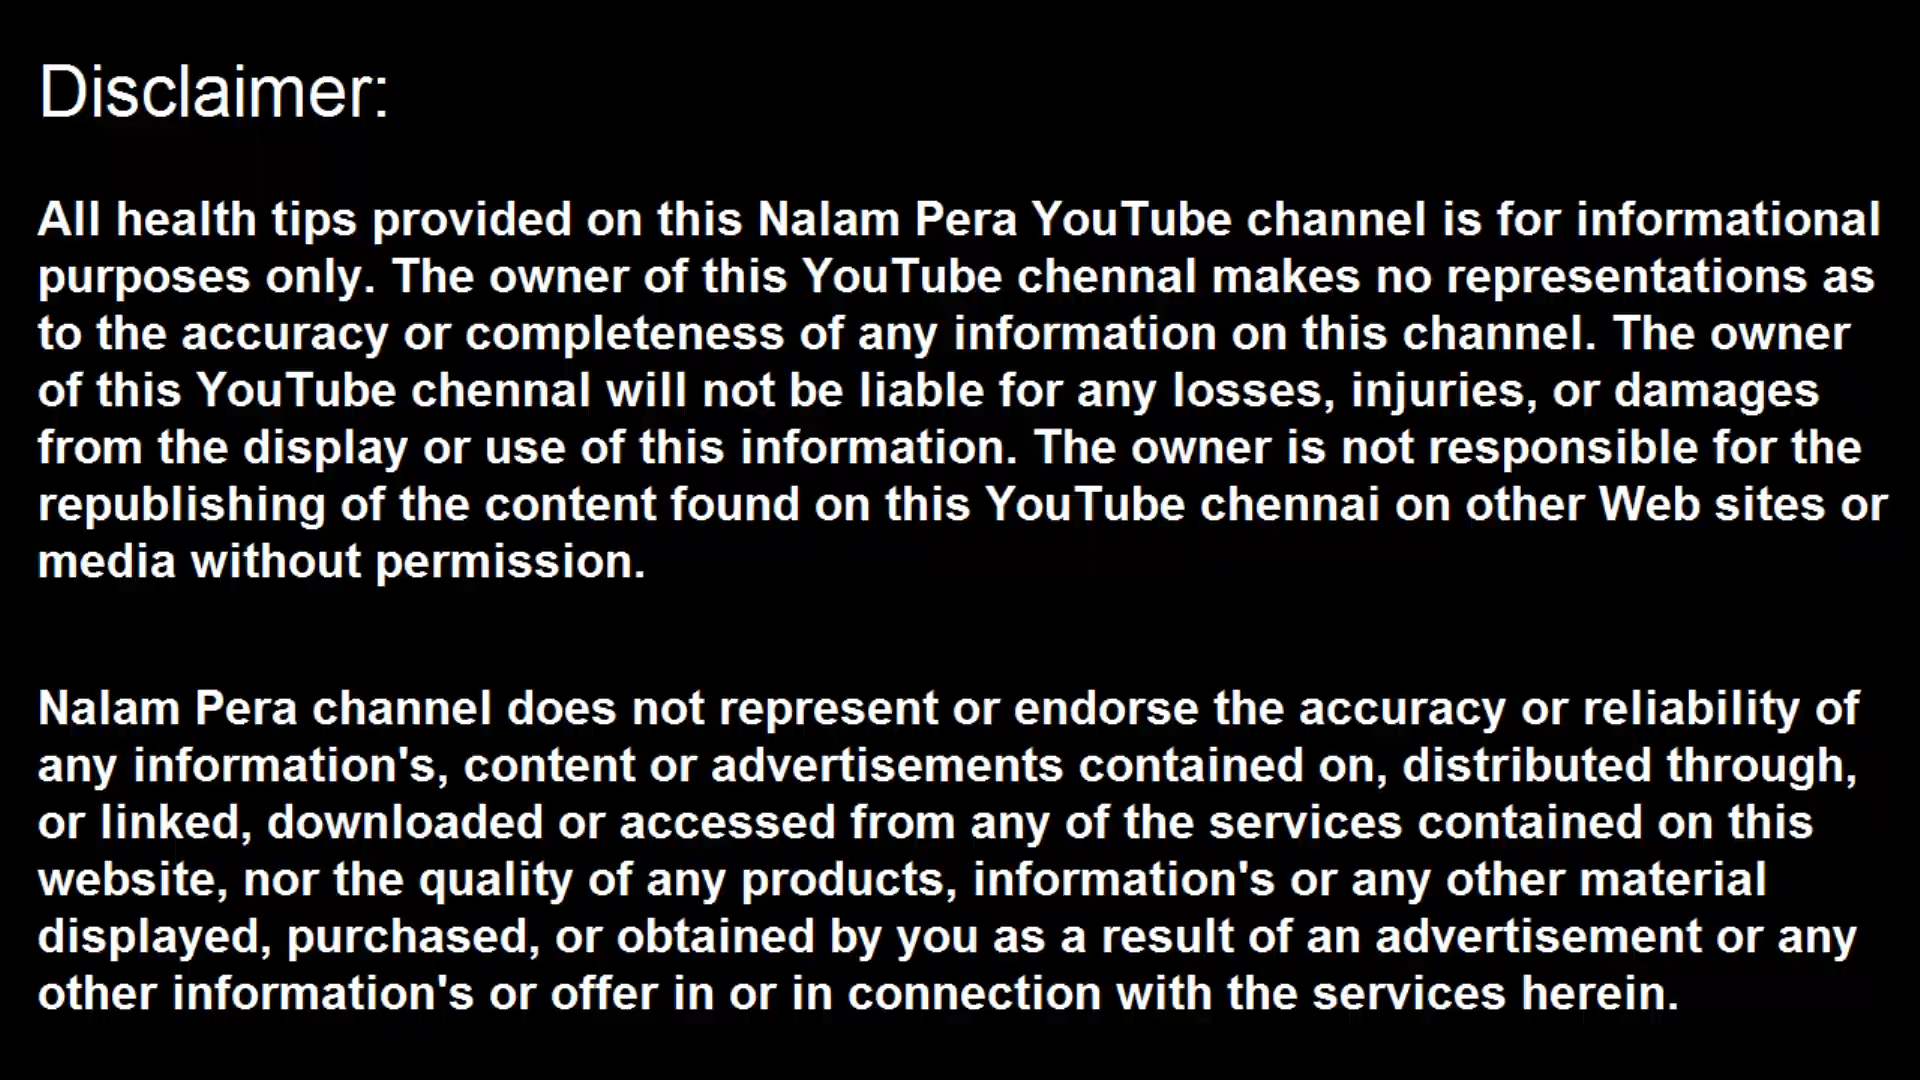 Disclaimer:
All health tips provided on this Nalam Pera YouTube channel is for informational
purposes only. The owner of this YouTube chennal makes no representations as
to the accuracy or completeness of any information on this channel. The owner
of this YouTube chennal will not be liable for any losses, injuries, or damages
from the display or use of this information. The owner is not responsible for the
republishing of the content found on this YouTube chennai on other Web sites or
media without permission.
Nalam Pera channel does not represent or endorse the accuracy or reliability of
any information's, content or advertisements contained on, distributed through,
or linked, downloaded or accessed from any of the services contained on this
website, nor the quality of any products, information's or any other material
displayed, purchased, or obtained by you as a result of an advertisement or any
other information's or offer in or in connection with the services herein.